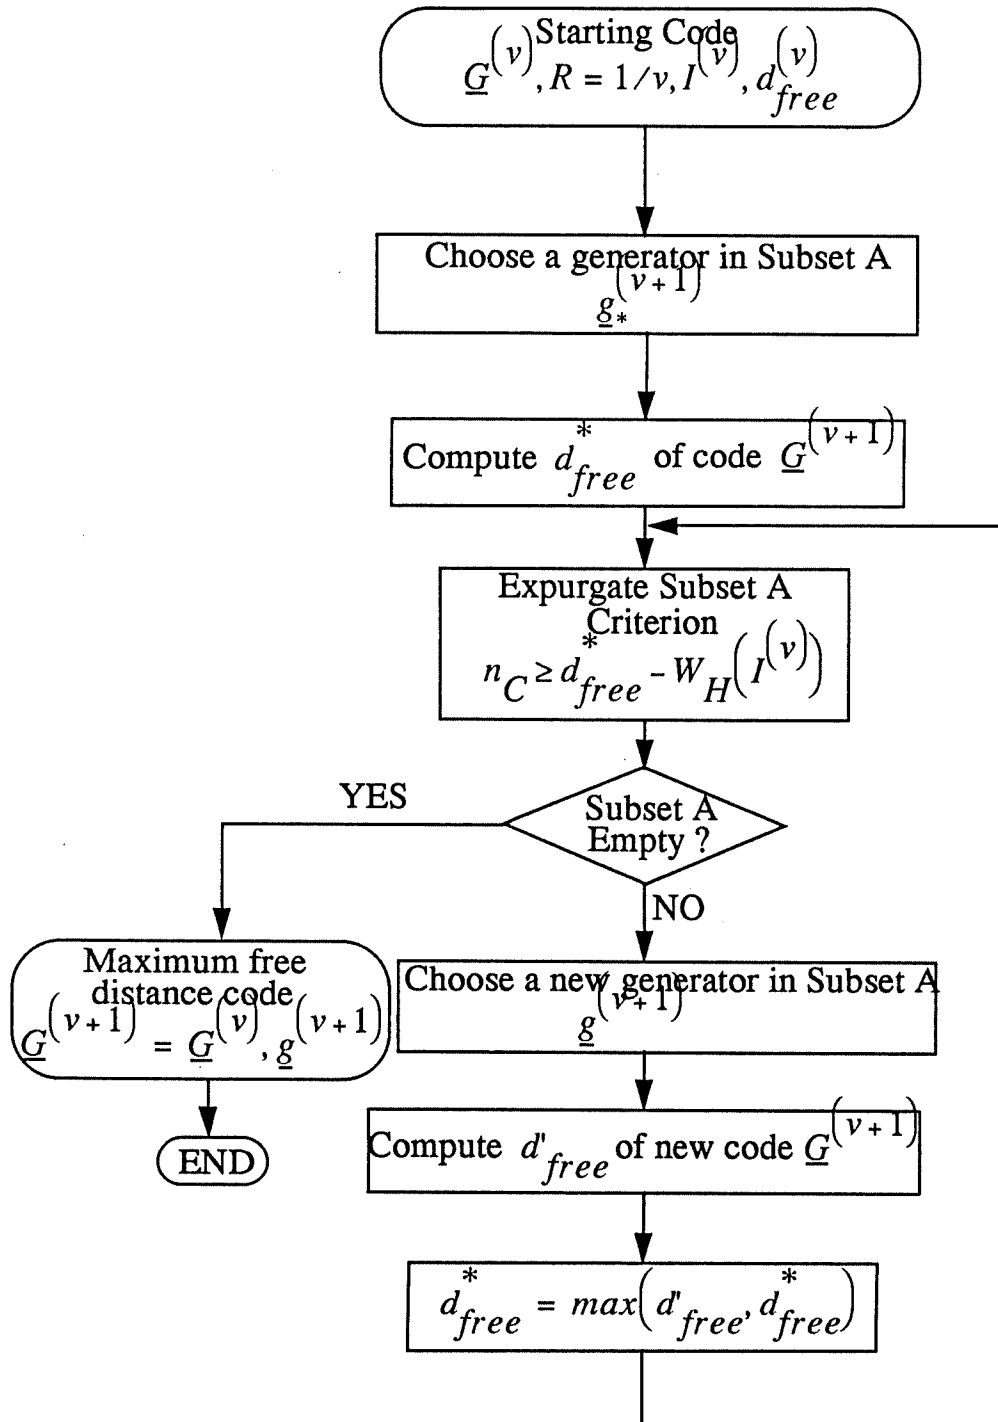 Starting Code
G^(v), R = 1/v, I^(v), d_free^(v)
Choose a generator in Subset A
g_*^(v + 1)
Compute d*_free of code G^(v + 1)
Expurgate Subset A
Criterion
n_C ≥ d*_free - W_H(I^(v))
YES
Subset A
Empty ?
NO
Maximum free
distance code
G^(v + 1) = G^(v), g^(v + 1)
Choose a new generator in Subset A
g^(v + 1)
Compute d'_free of new code G^(v + 1)
END
d*_free = max(d'_free, d*_free)